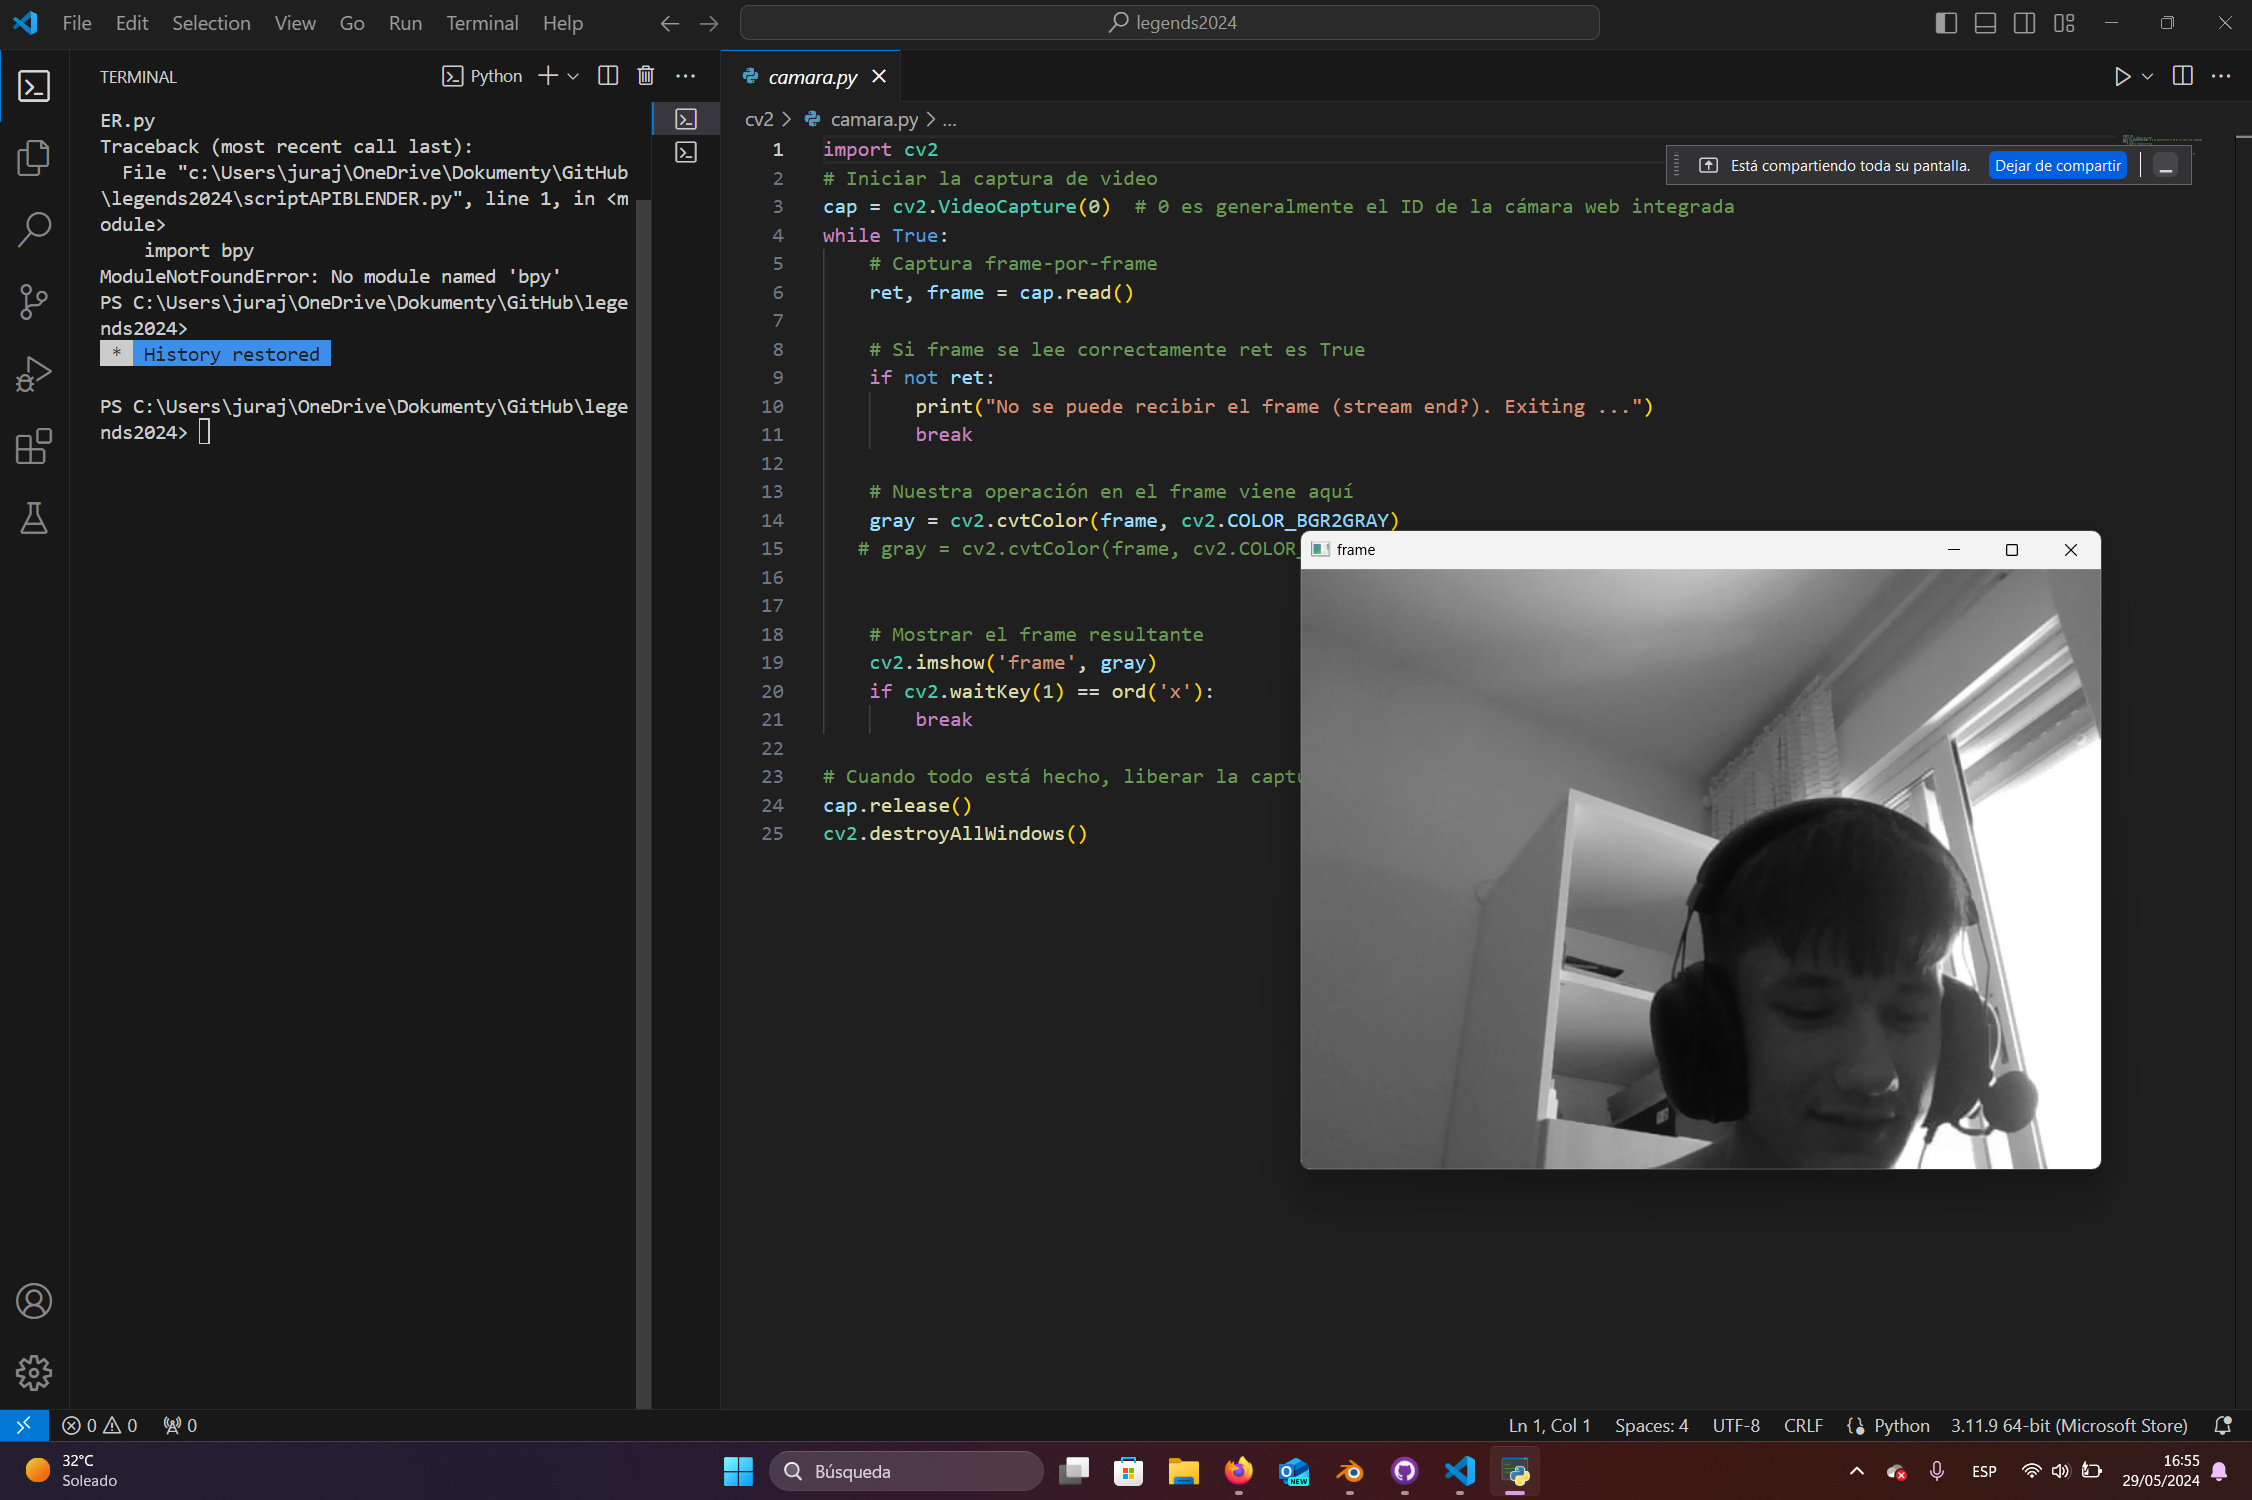 File Edit Selection View Go Run Terminal Help
legends2024
TERMINAL
Python
ER.py
Traceback (most recent call last):
  File "c:\Users\juraj\OneDrive\Dokumenty\GitHub
\legends2024\scriptAPIBLENDER.py", line 1, in <m
odule>
    import bpy
ModuleNotFoundError: No module named 'bpy'
PS C:\Users\juraj\OneDrive\Dokumenty\GitHub\lege
nds2024>
* History restored
PS C:\Users\juraj\OneDrive\Dokumenty\GitHub\lege
nds2024>
camara.py
cv2 > camara.py > ...
Está compartiendo toda su pantalla. Dejar de compartir
1 import cv2
2 # Iniciar la captura de video
3 cap = cv2.VideoCapture(0)  # 0 es generalmente el ID de la cámara web integrada
4 while True:
5     # Captura frame-por-frame
6     ret, frame = cap.read()
7
8     # Si frame se lee correctamente ret es True
9     if not ret:
10         print("No se puede recibir el frame (stream end?). Exiting ...")
11         break
12
13     # Nuestra operación en el frame viene aquí
14     gray = cv2.cvtColor(frame, cv2.COLOR_BGR2GRAY)
15    # gray = cv2.cvtColor(frame, cv2.COLOR_
16
17
18     # Mostrar el frame resultante
19     cv2.imshow('frame', gray)
20     if cv2.waitKey(1) == ord('x'):
21         break
22
23 # Cuando todo está hecho, liberar la captu
24 cap.release()
25 cv2.destroyAllWindows()
frame
0 0 0
Ln 1, Col 1 Spaces: 4 UTF-8 CRLF Python 3.11.9 64-bit (Microsoft Store)
32°C
Soleado
Búsqueda
NEW
ESP
16:55
29/05/2024